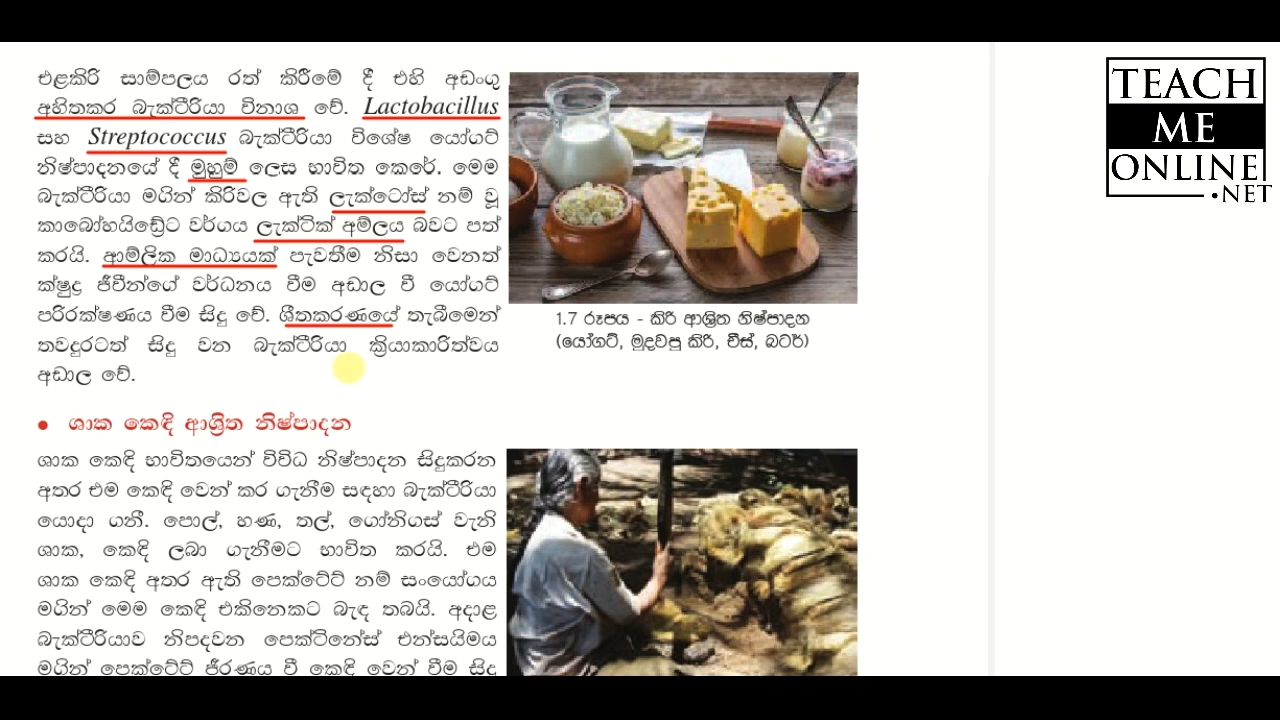 එළකිරි සාම්පලය රත් කිරීමේ දී එහි අඩංගු
අහිතකර බැක්ටීරියා විනාශ වේ. Lactobacillus
සහ Streptococcus බැක්ටීරියා විශේෂ යෝගට්
නිෂ්පාදනයේ දී මුහුම් ලෙස භාවිත කෙරේ. මෙම
බැක්ටීරියා මගින් කිරිවල ඇති ලැක්ටෝස් නම් වූ
කාබෝහයිඩ්‍රේට වර්ගය ලැක්ටික් අම්ලය බවට පත්
කරයි. ආම්ලික මාධ්‍යයක් පැවතීම නිසා වෙනත්
ක්ෂුද්‍ර ජීවීන්ගේ වර්ධනය වීම අඩාල වී යෝගට්
පරිරක්ෂණය වීම සිදු වේ. ශීතකරණයේ තැබීමෙන්
තවදුරටත් සිදු වන බැක්ටීරියා ක්‍රියාකාරිත්වය
අඩාල වේ.
1.7 රූපය - කිරි ආශ්‍රිත නිෂ්පාදන
(යෝගට්, මුදවපු කිරි, චීස්, බටර්)
• ශාක කෙඳි ආශ්‍රිත නිෂ්පාදන
ශාක කෙඳි භාවිතයෙන් විවිධ නිෂ්පාදන සිදුකරන
අතර එම කෙඳි වෙන් කර ගැනීම සඳහා බැක්ටීරියා
යොදා ගනී. පොල්, හණ, තල්, ගෝනිගස් වැනි
ශාක, කෙඳි ලබා ගැනීමට භාවිත කරයි. එම
ශාක කෙඳි අතර ඇති පෙක්ටේට් නම් සංයෝගය
මගින් මෙම කෙඳි එකිනෙකට බැඳ තබයි. අදාළ
බැක්ටීරියාව නිපදවන පෙක්ටිනේස් එන්සයිමය
මගින් පෙක්ටේට් ජීරණය වී කෙඳි වෙන් වීම සිදු
TEACH
ME
ONLINE
.NET